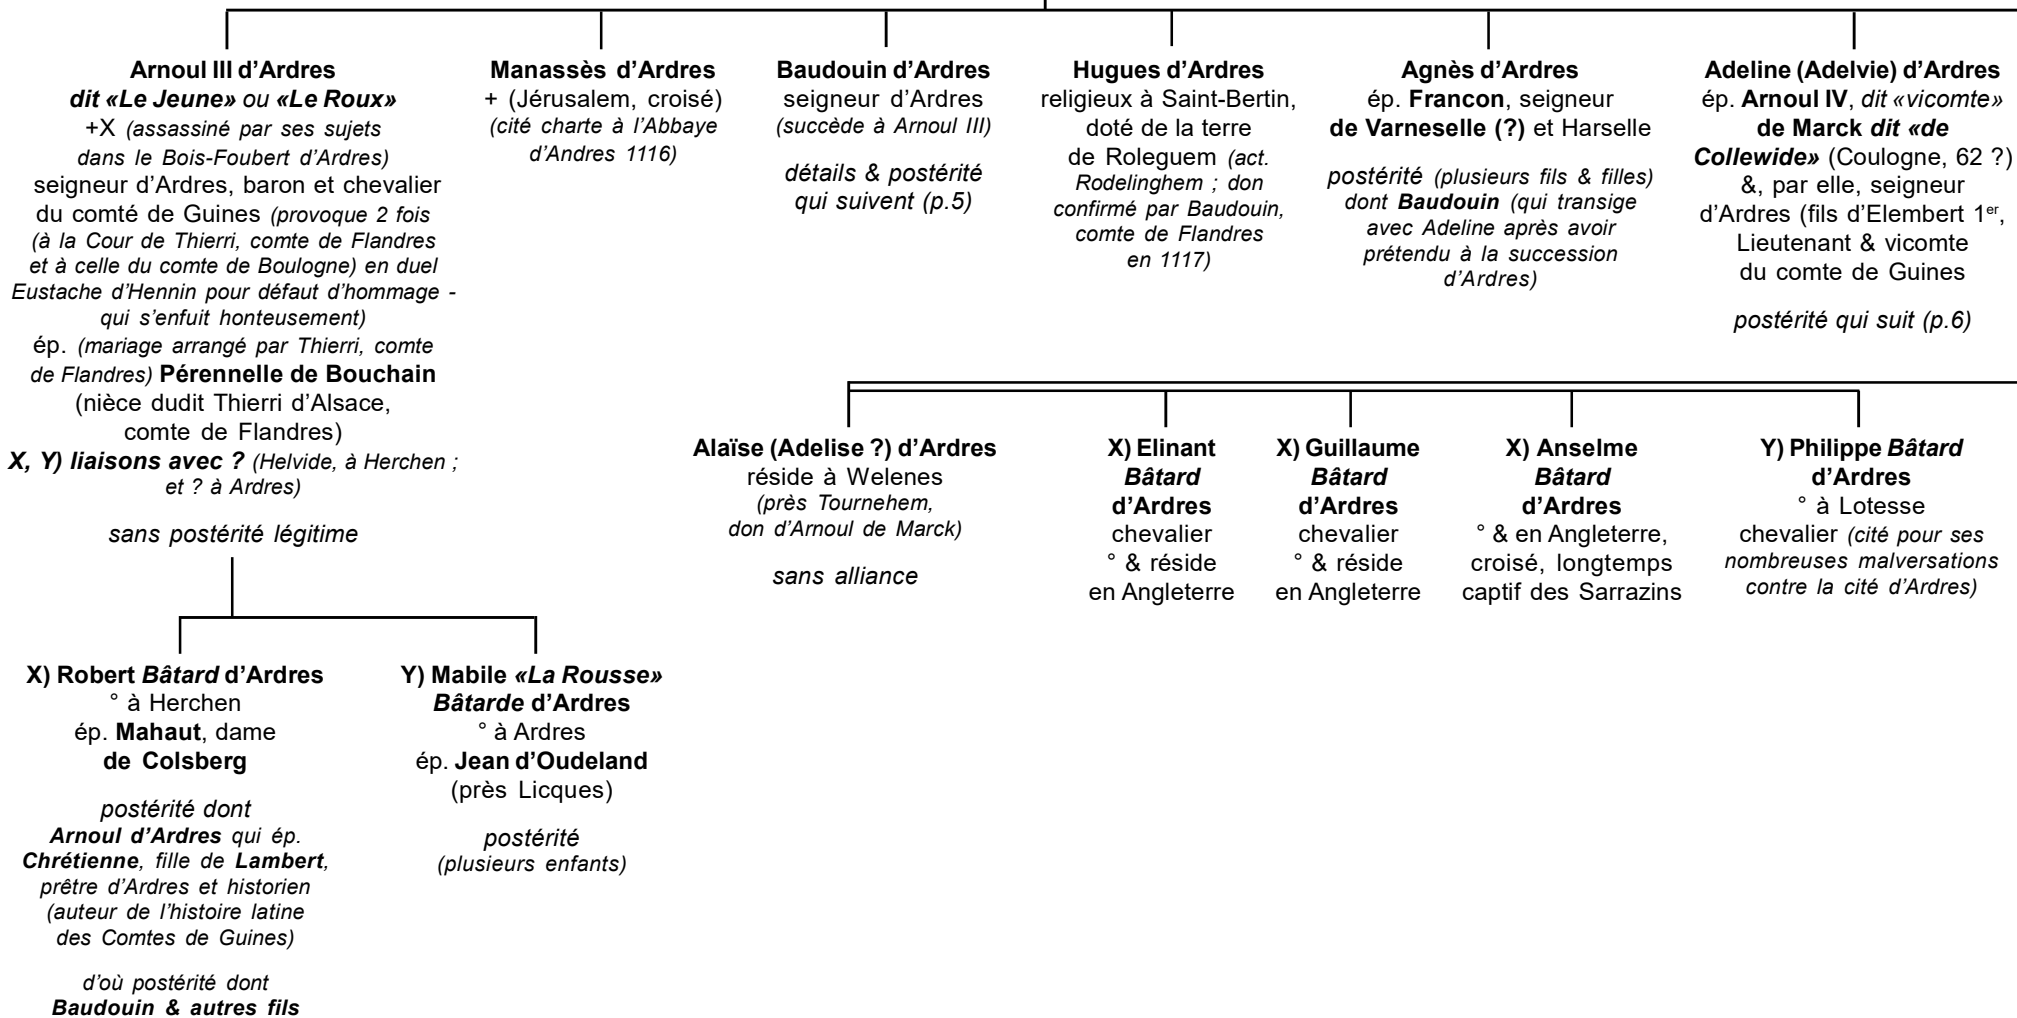 Arnoul III d’Ardres
dit «Le Jeune» ou «Le Roux»
+X (assassiné par ses sujets
dans le Bois-Foubert d’Ardres)
seigneur d’Ardres, baron et chevalier
du comté de Guines (provoque 2 fois
(à la Cour de Thierri, comte de Flandres
et à celle du comte de Boulogne) en duel
Eustache d’Hennin pour défaut d’hommage -
qui s’enfuit honteusement)
ép. (mariage arrangé par Thierri, comte
de Flandres) Pérennelle de Bouchain
(nièce dudit Thierri d’Alsace,
comte de Flandres)
X, Y) liaisons avec ? (Helvide, à Herchen ;
et ? à Ardres)
sans postérité légitime
Manassès d’Ardres
+ (Jérusalem, croisé)
(cité charte à l’Abbaye
d’Andres 1116)
Baudouin d’Ardres
seigneur d’Ardres
(succède à Arnoul III)
détails & postérité
qui suivent (p.5)
Hugues d’Ardres
religieux à Saint-Bertin,
doté de la terre
de Roleguem (act.
Rodelinghem ; don
confirmé par Baudouin,
comte de Flandres
en 1117)
Agnès d’Ardres
ép. Francon, seigneur
de Varneselle (?) et Harselle
postérité (plusieurs fils & filles)
dont Baudouin (qui transige
avec Adeline après avoir
prétendu à la succession
d’Ardres)
Adeline (Adelvie) d’Ardres
ép. Arnoul IV, dit «vicomte»
de Marck dit «de
Collewide» (Coulogne, 62 ?)
&, par elle, seigneur
d’Ardres (fils d’Elembert 1er,
Lieutenant & vicomte
du comte de Guines
postérité qui suit (p.6)
Alaïse (Adelise ?) d’Ardres
réside à Welenes
(près Tournehem,
don d’Arnoul de Marck)
sans alliance
X) Elinant
Bâtard
d’Ardres
chevalier
° & réside
en Angleterre
X) Guillaume
Bâtard
d’Ardres
chevalier
° & réside
en Angleterre
X) Anselme
Bâtard
d’Ardres
° & en Angleterre,
croisé, longtemps
captif des Sarrazins
Y) Philippe Bâtard
d’Ardres
° à Lotesse
chevalier (cité pour ses
nombreuses malversations
contre la cité d’Ardres)
X) Robert Bâtard d’Ardres
° à Herchen
ép. Mahaut, dame
de Colsberg
postérité dont
Arnoul d’Ardres qui ép.
Chrétienne, fille de Lambert,
prêtre d’Ardres et historien
(auteur de l’histoire latine
des Comtes de Guines)
d’où postérité dont
Baudouin & autres fils
Y) Mabile «La Rousse»
Bâtarde d’Ardres
° à Ardres
ép. Jean d’Oudeland
(près Licques)
postérité
(plusieurs enfants)